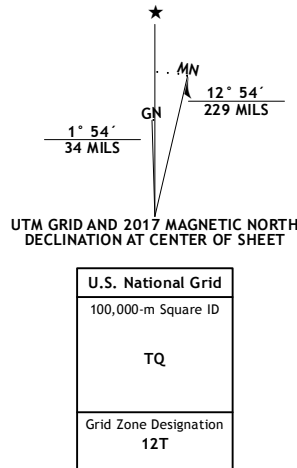 ★
MN
GN
12° 54´
229 MILS
1° 54´
34 MILS
UTM GRID AND 2017 MAGNETIC NORTH
DECLINATION AT CENTER OF SHEET
U.S. National Grid
100,000-m Square ID
TQ
Grid Zone Designation
12T